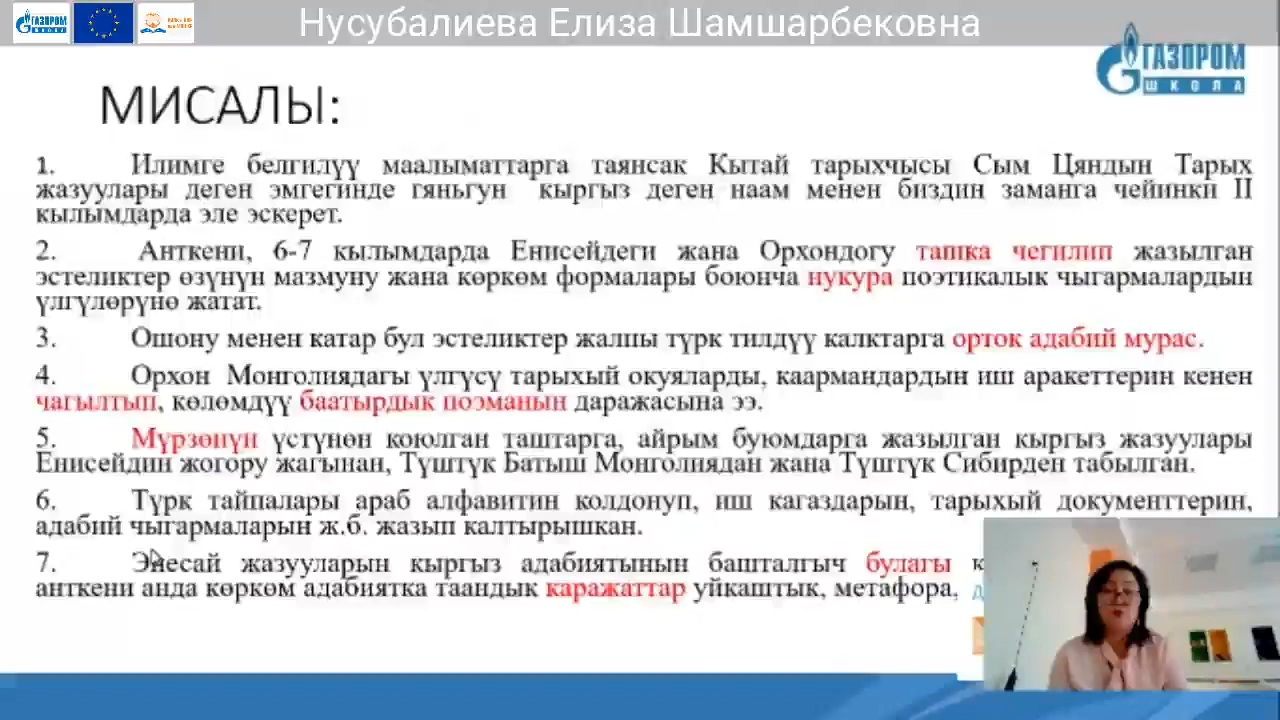 Нусубалиева Елиза Шамшарбековна
ГАЗПРОМ
ШКОЛА
МИСАЛЫ:
1. Илимге белгилүү маалыматтарга таянсак Кытай тарыхчысы Сым Цяндын Тарых
жазуулары деген эмгегинде гяньгун кыргыз деген наам менен биздин заманга чейинки II
кылымдарда эле эскерет.
2. Анткени, 6-7 кылымдарда Енисейдеги жана Орхондогу ташка чегилип жазылган
эстеликтер өзүнүн мазмуну жана көркөм формалары боюнча нукура поэтикалык чыгармалардын
үлгүлөрүнө жатат.
3. Ошону менен катар бул эстеликтер жалпы түрк тилдүү калктарга орток адабий мурас.
4. Орхон Монголиядагы үлгүсү тарыхый окуяларды, каармандардын иш аракеттерин кенен
чагылтып, көлөмдүү баатырдык поэманын даражасына ээ.
5. Мүрзөнүн үстүнөн коюлган таштарга, айрым буюмдарга жазылган кыргыз жазуулары
Енисейдин жогору жагынан, Түштүк Батыш Монголиядан жана Түштүк Сибирден табылган.
6. Түрк тайпалары араб алфавитин колдонуп, иш кагаздарын, тарыхый документтерин,
адабий чыгармаларын ж.б. жазып калтырышкан.
7. Энесай жазууларын кыргыз адабиятынын башталгыч булагы
анткени анда көркөм адабиятка таандык каражаттар уйкаштык, метафора,